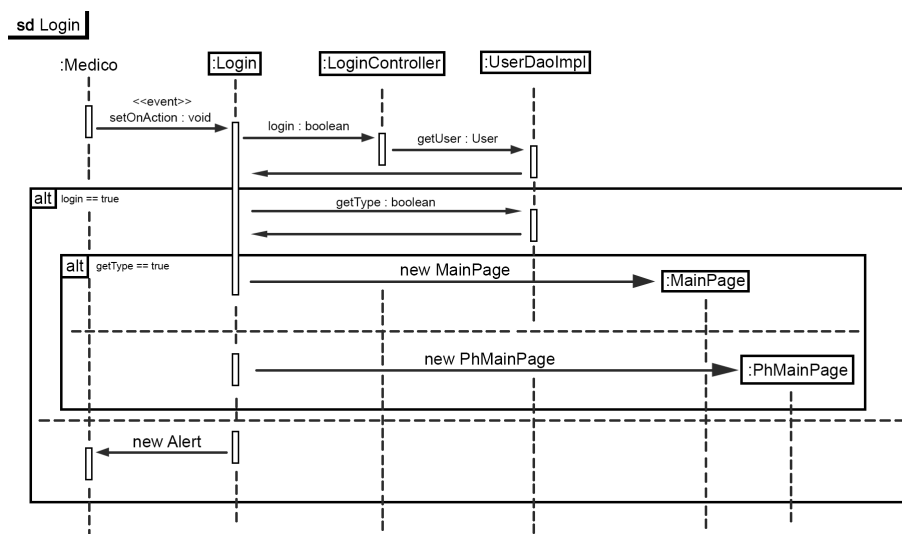 sd Login
:Medico
:Login
:LoginController
:UserDaoImpl
<<event>>
setOnAction : void
login : boolean
getUser : User
alt
login == true
getType : boolean
alt
getType == true
new MainPage
:MainPage
new PhMainPage
:PhMainPage
new Alert